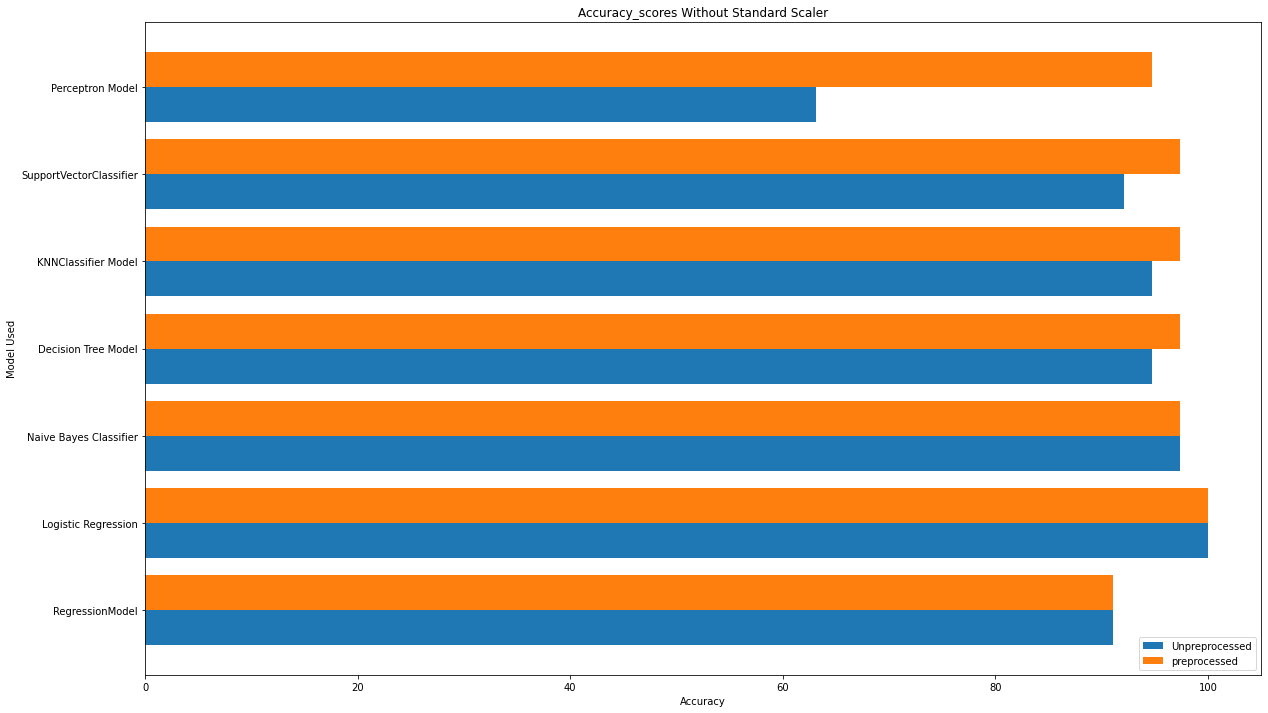 Accuracy_scores Without Standard Scaler
Perceptron Model
SupportVectorClassifier
KNNClassifier Model
Decision Tree Model
Naive Bayes Classifier
Logistic Regression
RegressionModel
Model Used
Unpreprocessed
preprocessed
0 20 40 60 80 100
Accuracy